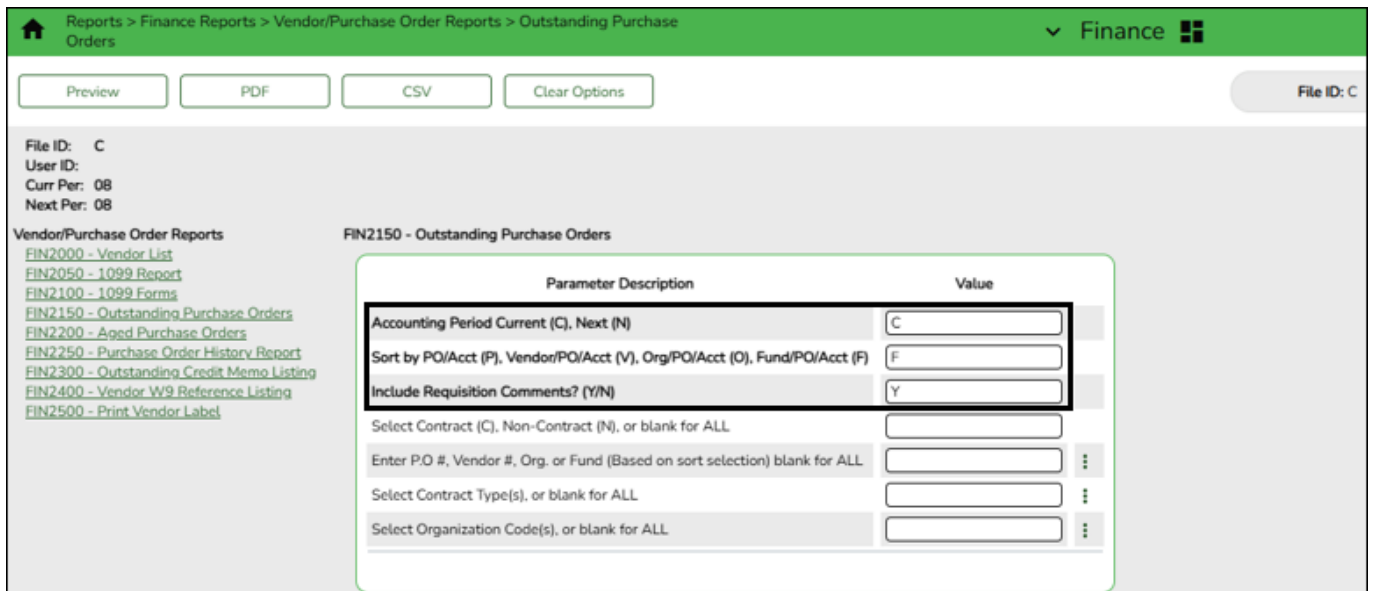 Reports > Finance Reports > Vendor/Purchase Order Reports > Outstanding Purchase
Orders
Finance
Preview
PDF
CSV
Clear Options
File ID: C
File ID: C
User ID:
Curr Per: 08
Next Per: 08
Vendor/Purchase Order Reports
FIN2000 - Vendor List
FIN2050 - 1099 Report
FIN2100 - 1099 Forms
FIN2150 - Outstanding Purchase Orders
FIN2200 - Aged Purchase Orders
FIN2250 - Purchase Order History Report
FIN2300 - Outstanding Credit Memo Listing
FIN2400 - Vendor W9 Reference Listing
FIN2500 - Print Vendor Label
FIN2150 - Outstanding Purchase Orders
Parameter Description Value
Accounting Period Current (C), Next (N) C
Sort by PO/Acct (P), Vendor/PO/Acct (V), Org/PO/Acct (O), Fund/PO/Acct (F) F
Include Requisition Comments? (Y/N) Y
Select Contract (C), Non-Contract (N), or blank for ALL
Enter P.O #, Vendor #, Org. or Fund (Based on sort selection) blank for ALL
Select Contract Type(s), or blank for ALL
Select Organization Code(s), or blank for ALL